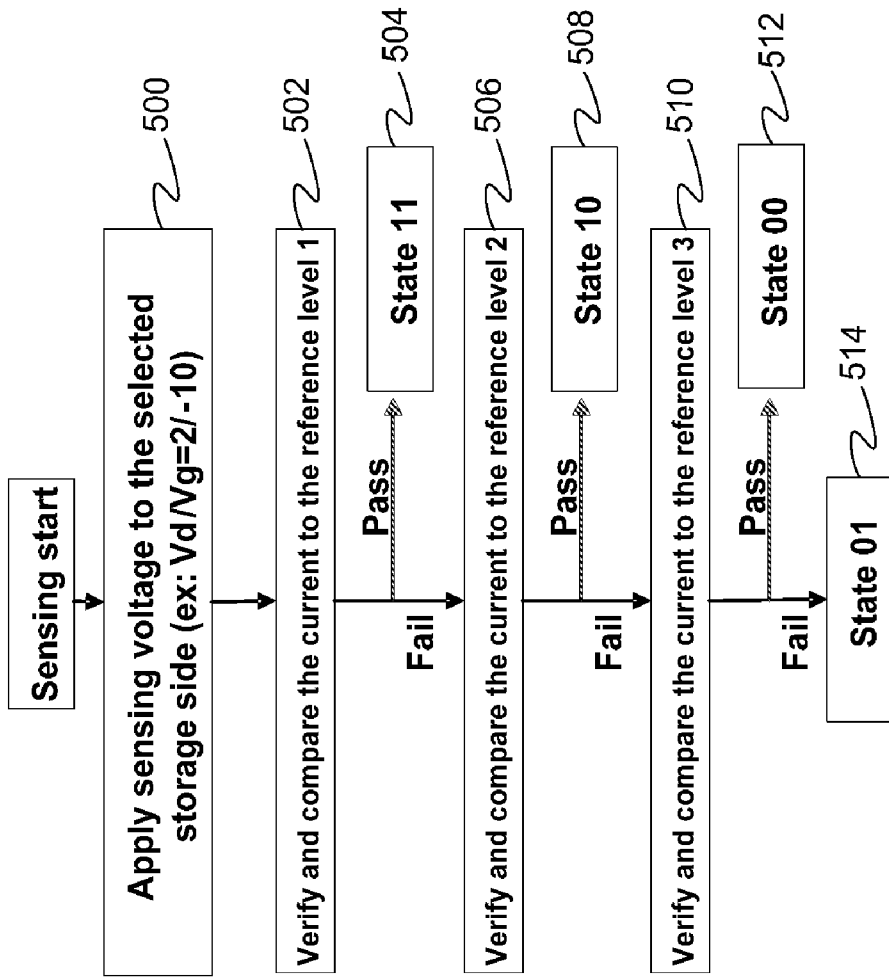 Sensing start
500
Apply sensing voltage to the selected
storage side (ex: Vd/Vg=2/-10)
502
Verify and compare the current to the reference level 1
504
Pass
State 11
Fail
506
Verify and compare the current to the reference level 2
508
Pass
State 10
Fail
510
Verify and compare the current to the reference level 3
512
Pass
State 00
Fail
514
State 01